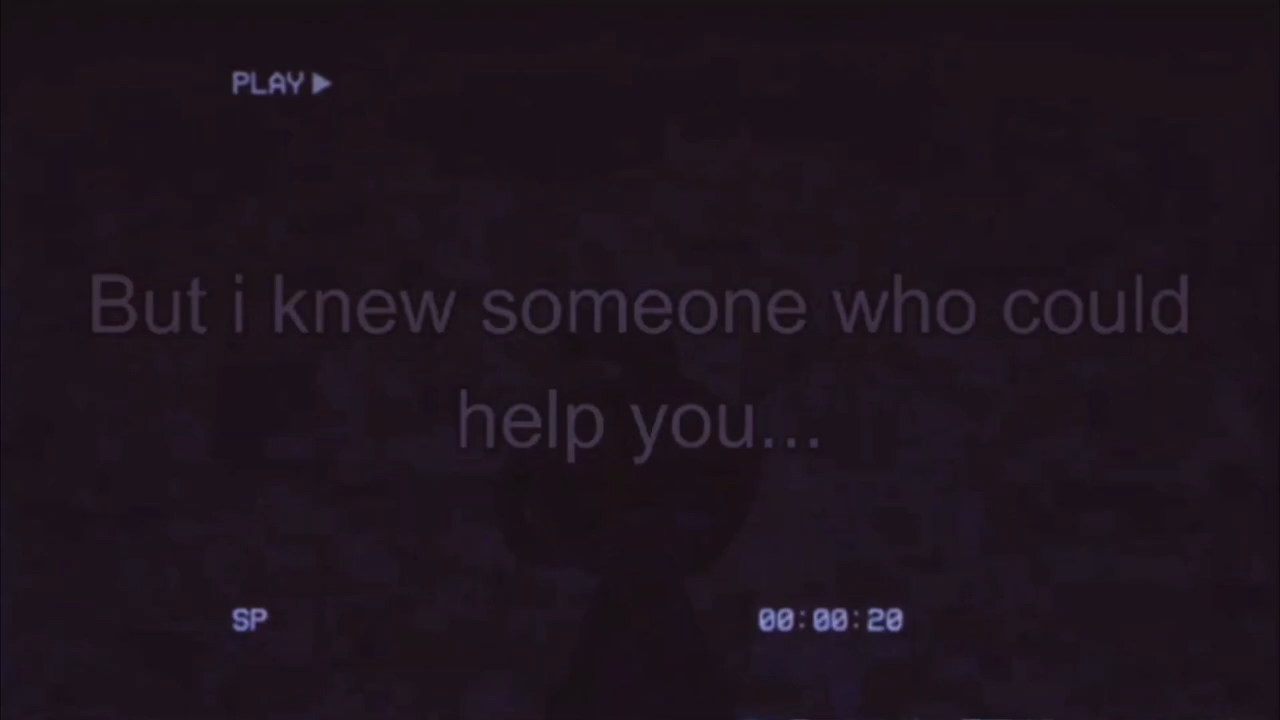 PLAY ▶
But i knew someone who could
help you...
SP
00:00:20